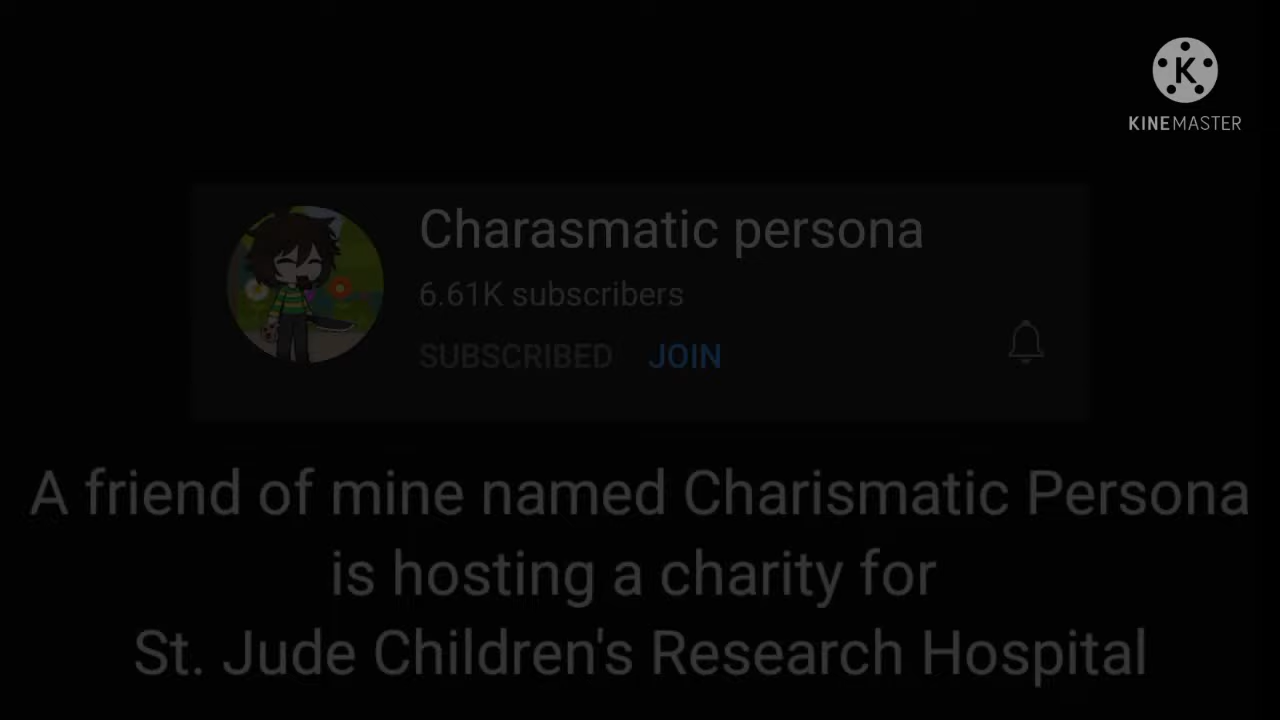 K
KINEMASTER
Charasmatic persona
6.61K subscribers
SUBSCRIBED JOIN
A friend of mine named Charismatic Persona
is hosting a charity for
St. Jude Children's Research Hospital